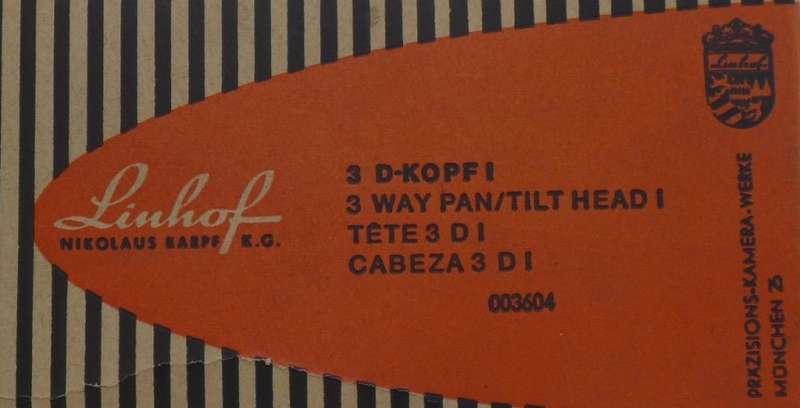 Linhof
NIKOLAUS KARPF K.G.
3 D-KOPF I
3 WAY PAN/TILT HEAD I
TÊTE 3 D I
CABEZA 3 D I
003604
Linhof
PRÄZISIONS-KAMERA-WERKE
MÜNCHEN 25